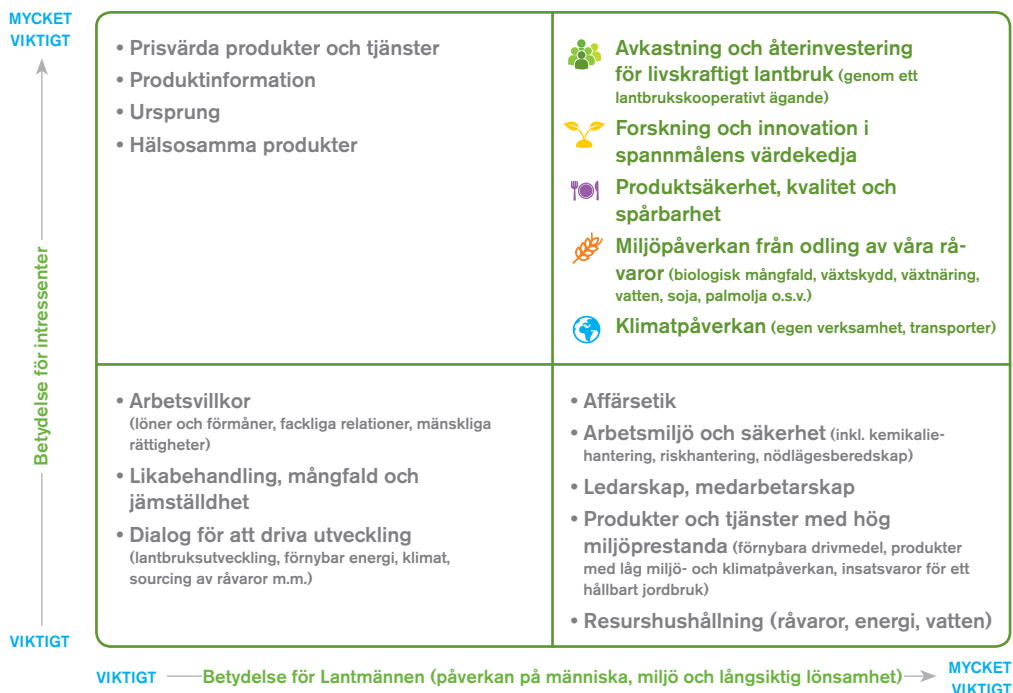 MYCKET
VIKTIGT
• Prisvärda produkter och tjänster
• Produktinformation
• Ursprung
• Hälsosamma produkter
Avkastning och återinvestering
för livskraftigt lantbruk (genom ett
lantbrukskooperativt ägande)
Forskning och innovation i
spannmålens värdekedja
Produktsäkerhet, kvalitet och
spårbarhet
Miljöpåverkan från odling av våra rå-
varor (biologisk mångfald, växtskydd, växtnäring,
vatten, soja, palmolja o.s.v.)
Klimatpåverkan (egen verksamhet, transporter)
Betydelse för intressenter
• Arbetsvillkor
(löner och förmåner, fackliga relationer, mänskliga
rättigheter)
• Likabehandling, mångfald och
jämställdhet
• Dialog för att driva utveckling
(lantbruksutveckling, förnybar energi, klimat,
sourcing av råvaror m.m.)
• Affärsetik
• Arbetsmiljö och säkerhet (inkl. kemikalie-
hantering, riskhantering, nödlägesberedskap)
• Ledarskap, medarbetarskap
• Produkter och tjänster med hög
miljöprestanda (förnybara drivmedel, produkter
med låg miljö- och klimatpåverkan, insatsvaror för ett
hållbart jordbruk)
• Resurshushållning (råvaror, energi, vatten)
VIKTIGT
VIKTIGT
Betydelse för Lantmännen (påverkan på människa, miljö och långsiktig lönsamhet)
MYCKET
VIKTIGT